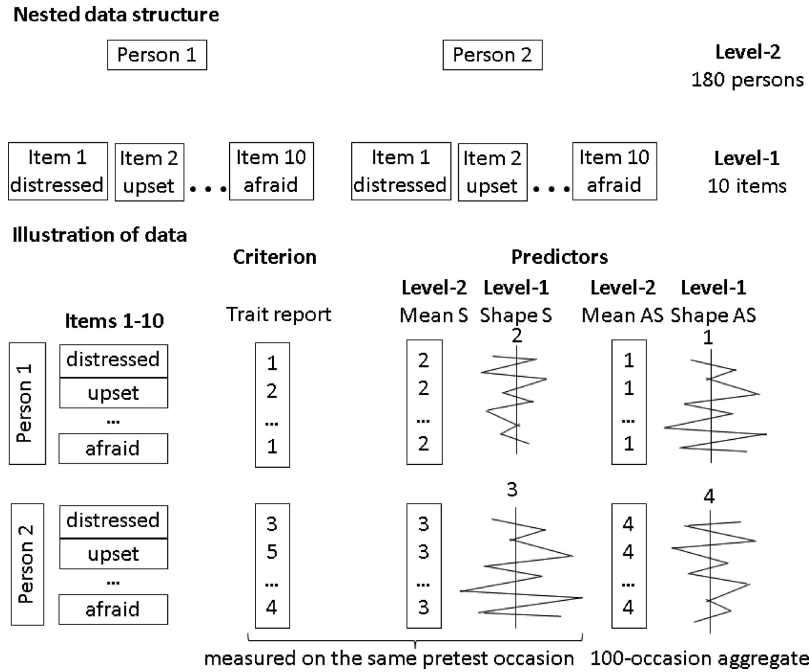 Nested data structure
Person 1 Person 2 Level-2
180 persons
Item 1 Item 2 Item 10 Item 1 Item 2 Item 10 Level-1
distressed upset ... afraid distressed upset ... afraid 10 items
Illustration of data
Criterion Predictors
Level-2 Level-1 Level-2 Level-1
Items 1-10 Trait report Mean S Shape S Mean AS Shape AS
2 1
Person 1
distressed 1 2 1
upset 2 2 1
... ... ... ...
afraid 1 2 1
3 4
Person 2
distressed 3 3 4
upset 5 3 4
... ... ... ...
afraid 4 3 4
measured on the same pretest occasion 100-occasion aggregate